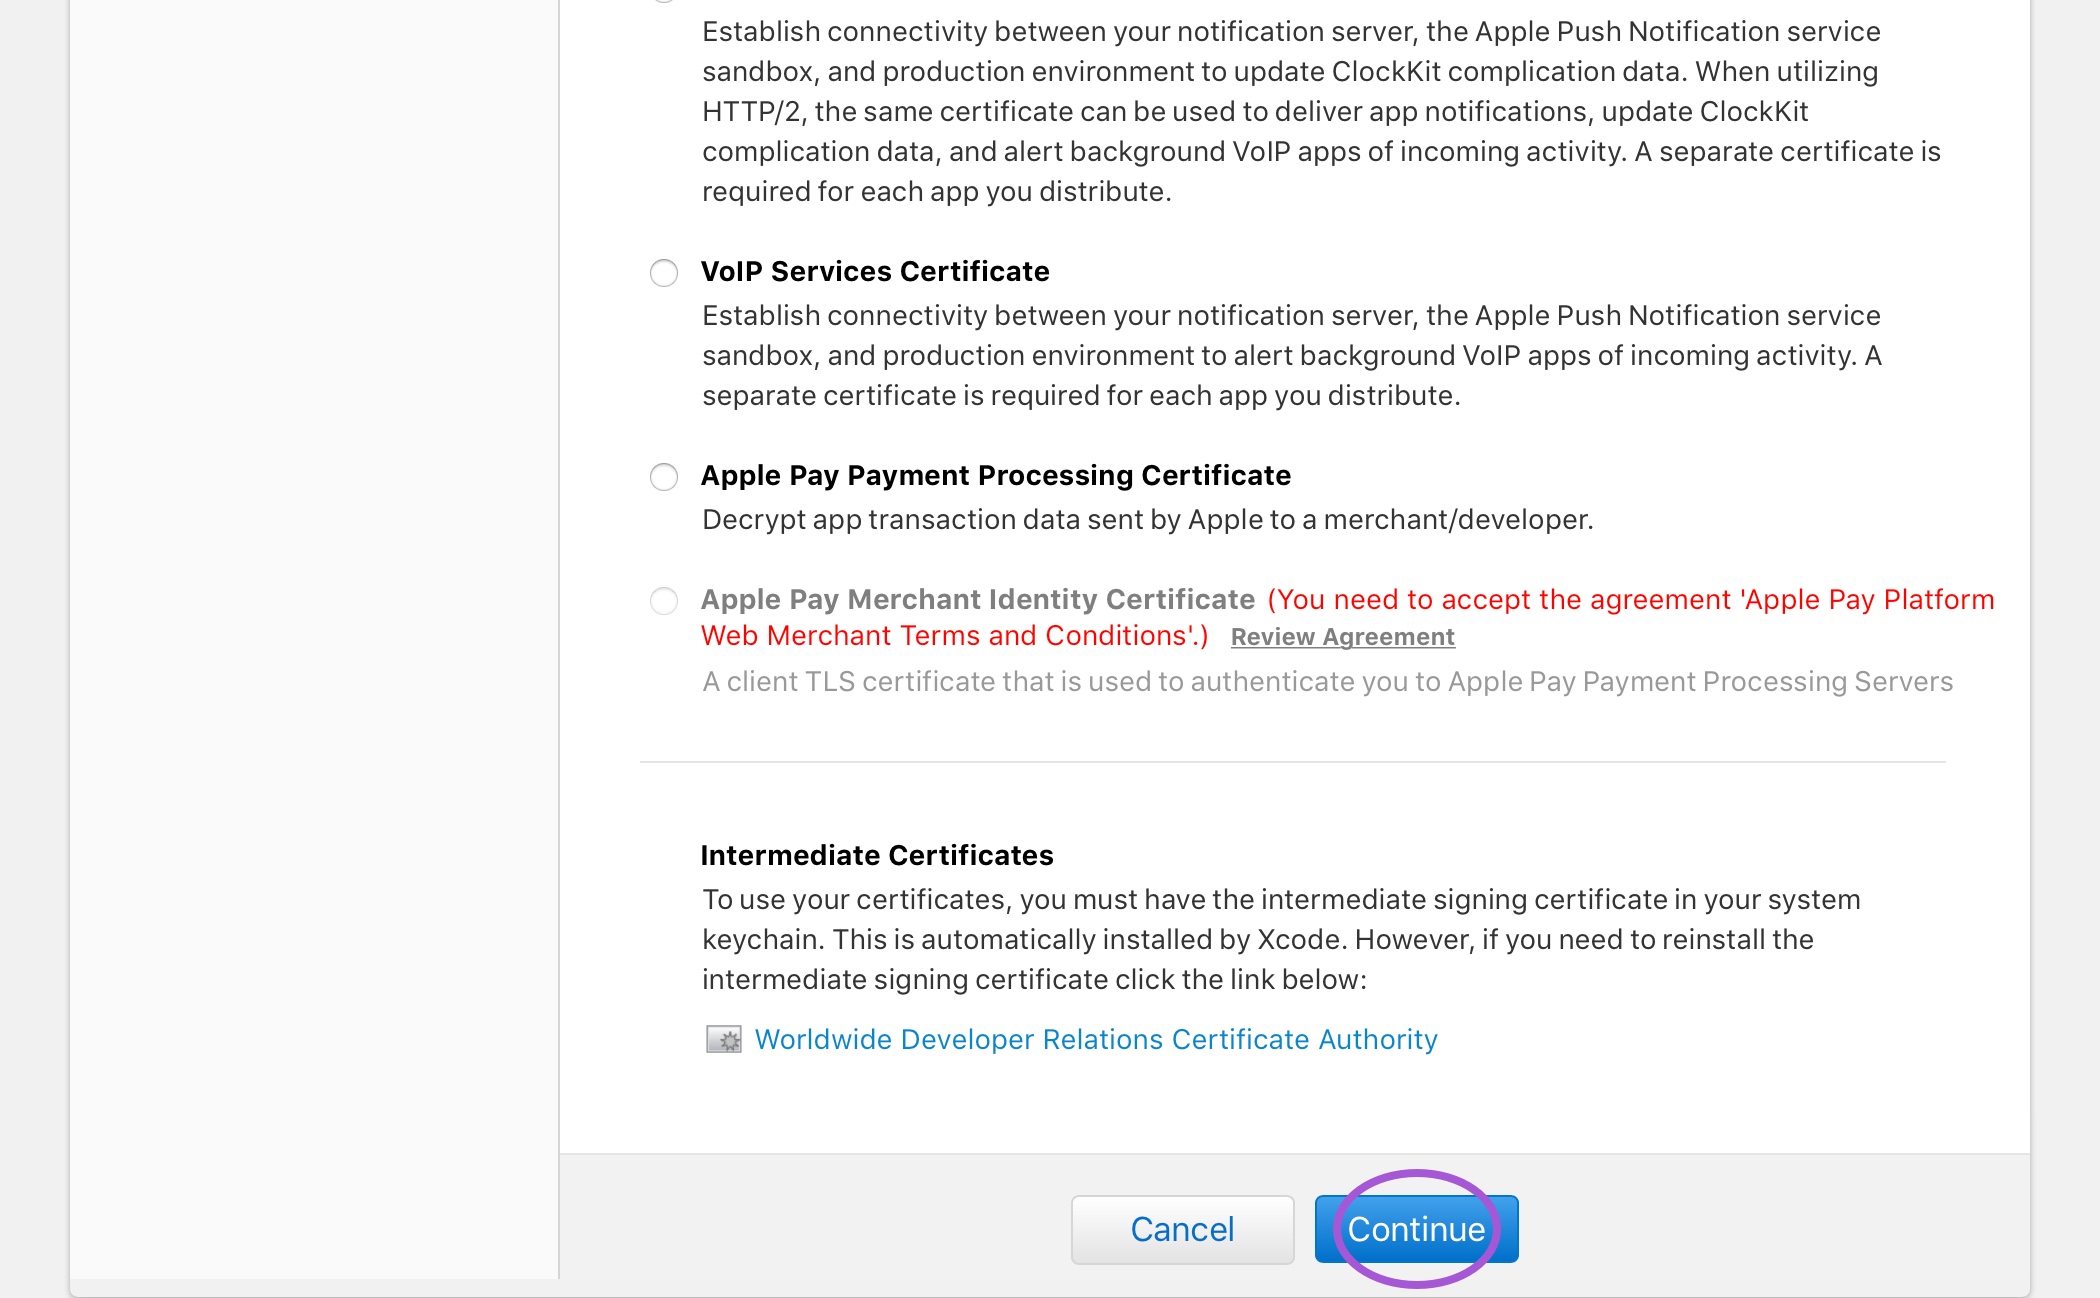 Establish connectivity between your notification server, the Apple Push Notification service
sandbox, and production environment to update ClockKit complication data. When utilizing
HTTP/2, the same certificate can be used to deliver app notifications, update ClockKit
complication data, and alert background VoIP apps of incoming activity. A separate certificate is
required for each app you distribute.
VoIP Services Certificate
Establish connectivity between your notification server, the Apple Push Notification service
sandbox, and production environment to alert background VoIP apps of incoming activity. A
separate certificate is required for each app you distribute.
Apple Pay Payment Processing Certificate
Decrypt app transaction data sent by Apple to a merchant/developer.
Apple Pay Merchant Identity Certificate (You need to accept the agreement 'Apple Pay Platform
Web Merchant Terms and Conditions'.) Review Agreement
A client TLS certificate that is used to authenticate you to Apple Pay Payment Processing Servers
Intermediate Certificates
To use your certificates, you must have the intermediate signing certificate in your system
keychain. This is automatically installed by Xcode. However, if you need to reinstall the
intermediate signing certificate click the link below:
Worldwide Developer Relations Certificate Authority
Cancel Continue